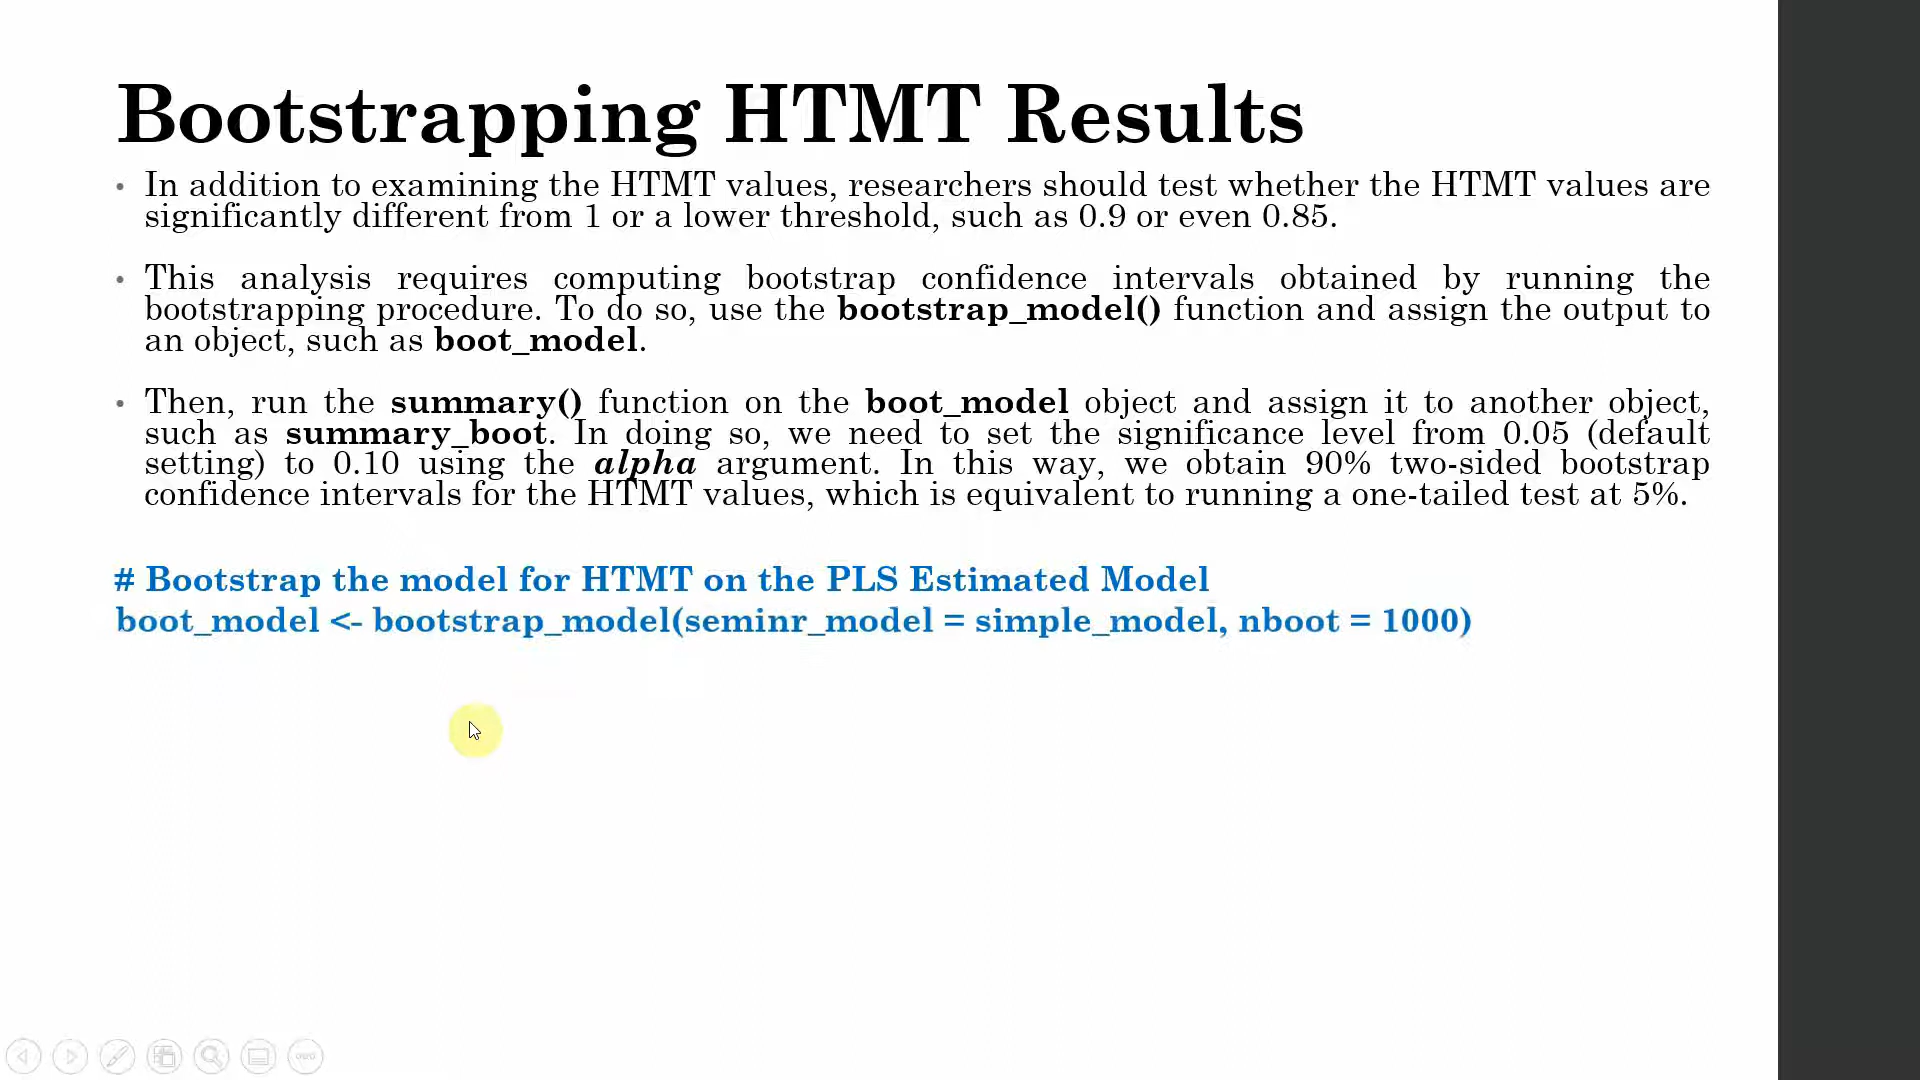 Bootstrapping HTMT Results
• In addition to examining the HTMT values, researchers should test whether the HTMT values are
significantly different from 1 or a lower threshold, such as 0.9 or even 0.85.
• This analysis requires computing bootstrap confidence intervals obtained by running the
bootstrapping procedure. To do so, use the bootstrap_model() function and assign the output to
an object, such as boot_model.
• Then, run the summary() function on the boot_model object and assign it to another object,
such as summary_boot. In doing so, we need to set the significance level from 0.05 (default
setting) to 0.10 using the alpha argument. In this way, we obtain 90% two-sided bootstrap
confidence intervals for the HTMT values, which is equivalent to running a one-tailed test at 5%.
# Bootstrap the model for HTMT on the PLS Estimated Model
boot_model <- bootstrap_model(seminr_model = simple_model, nboot = 1000)